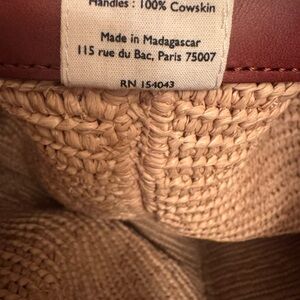 Handles : 100% Cowskin
Made in Madagascar
115 rue du Bac, Paris 75007
RN 154043